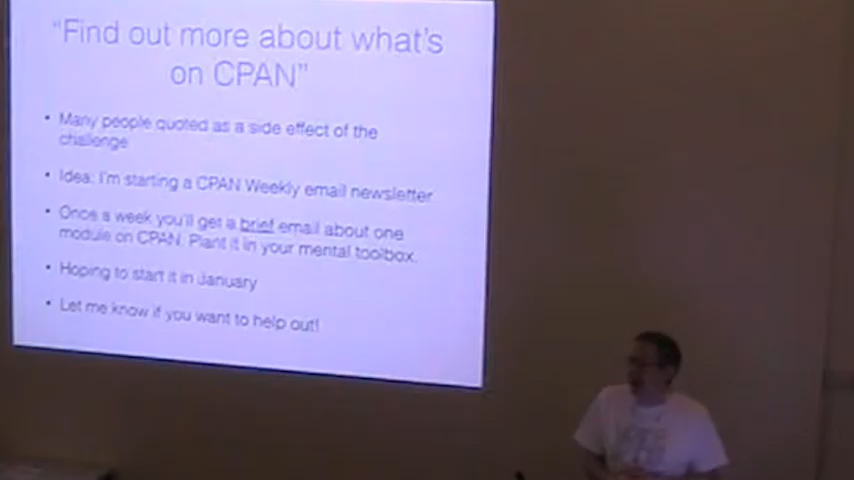 "Find out more about what's
on CPAN"
• Many people quoted as a side effect of the
challenge
• Idea: I'm starting a CPAN Weekly email newsletter
• Once a week you'll get a brief email about one
module on CPAN. Plant it in your mental toolbox.
• Hoping to start it in January
• Let me know if you want to help out!